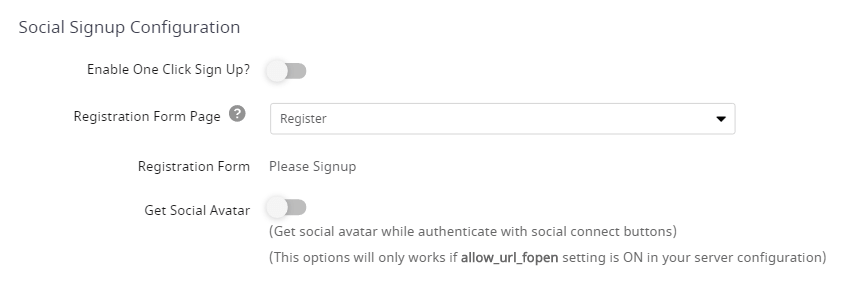 Social Signup Configuration
Enable One Click Sign Up?
Registration Form Page ?
Register
Registration Form Please Signup
Get Social Avatar
(Get social avatar while authenticate with social connect buttons)
(This options will only works if allow_url_fopen setting is ON in your server configuration)